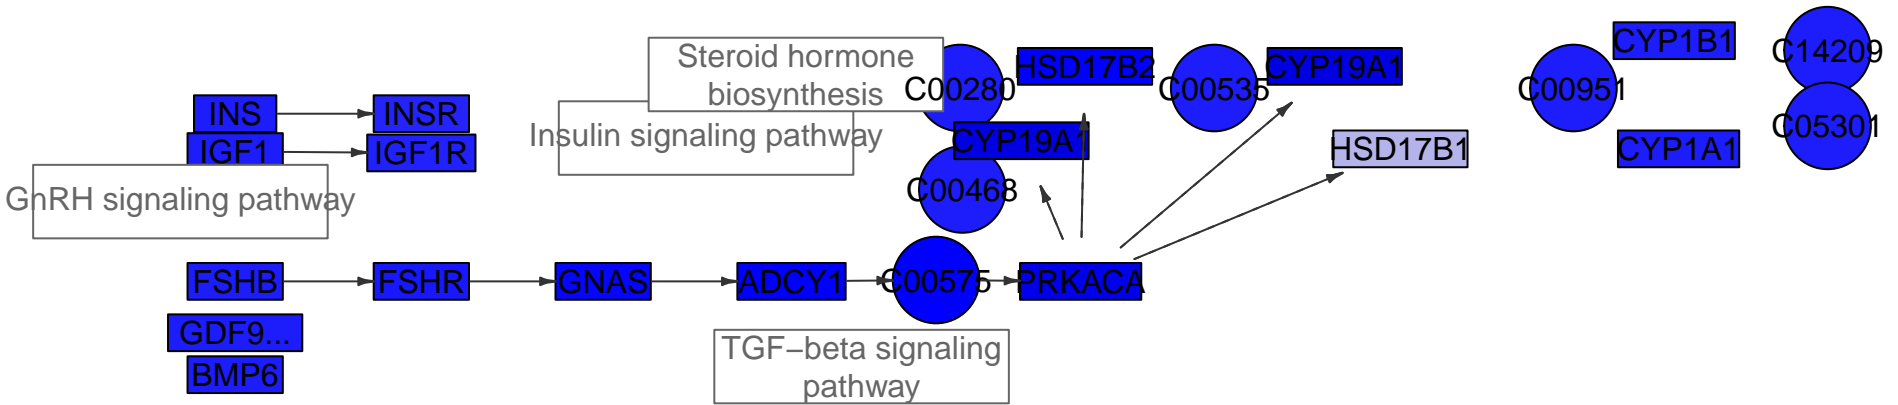 Steroid hormone
biosynthesis
C00280
HSD17B2
C00535
CYP19A1
C00951
CYP1B1
C14209
INS
INSR
Insulin signaling pathway
CYP19A1
HSD17B1
CYP1A1
C05301
IGF1
IGF1R
GnRH signaling pathway
C00468
FSHB
FSHR
GNAS
ADCY1
C00575
PRKACA
GDF9...
TGF−beta signaling
pathway
BMP6